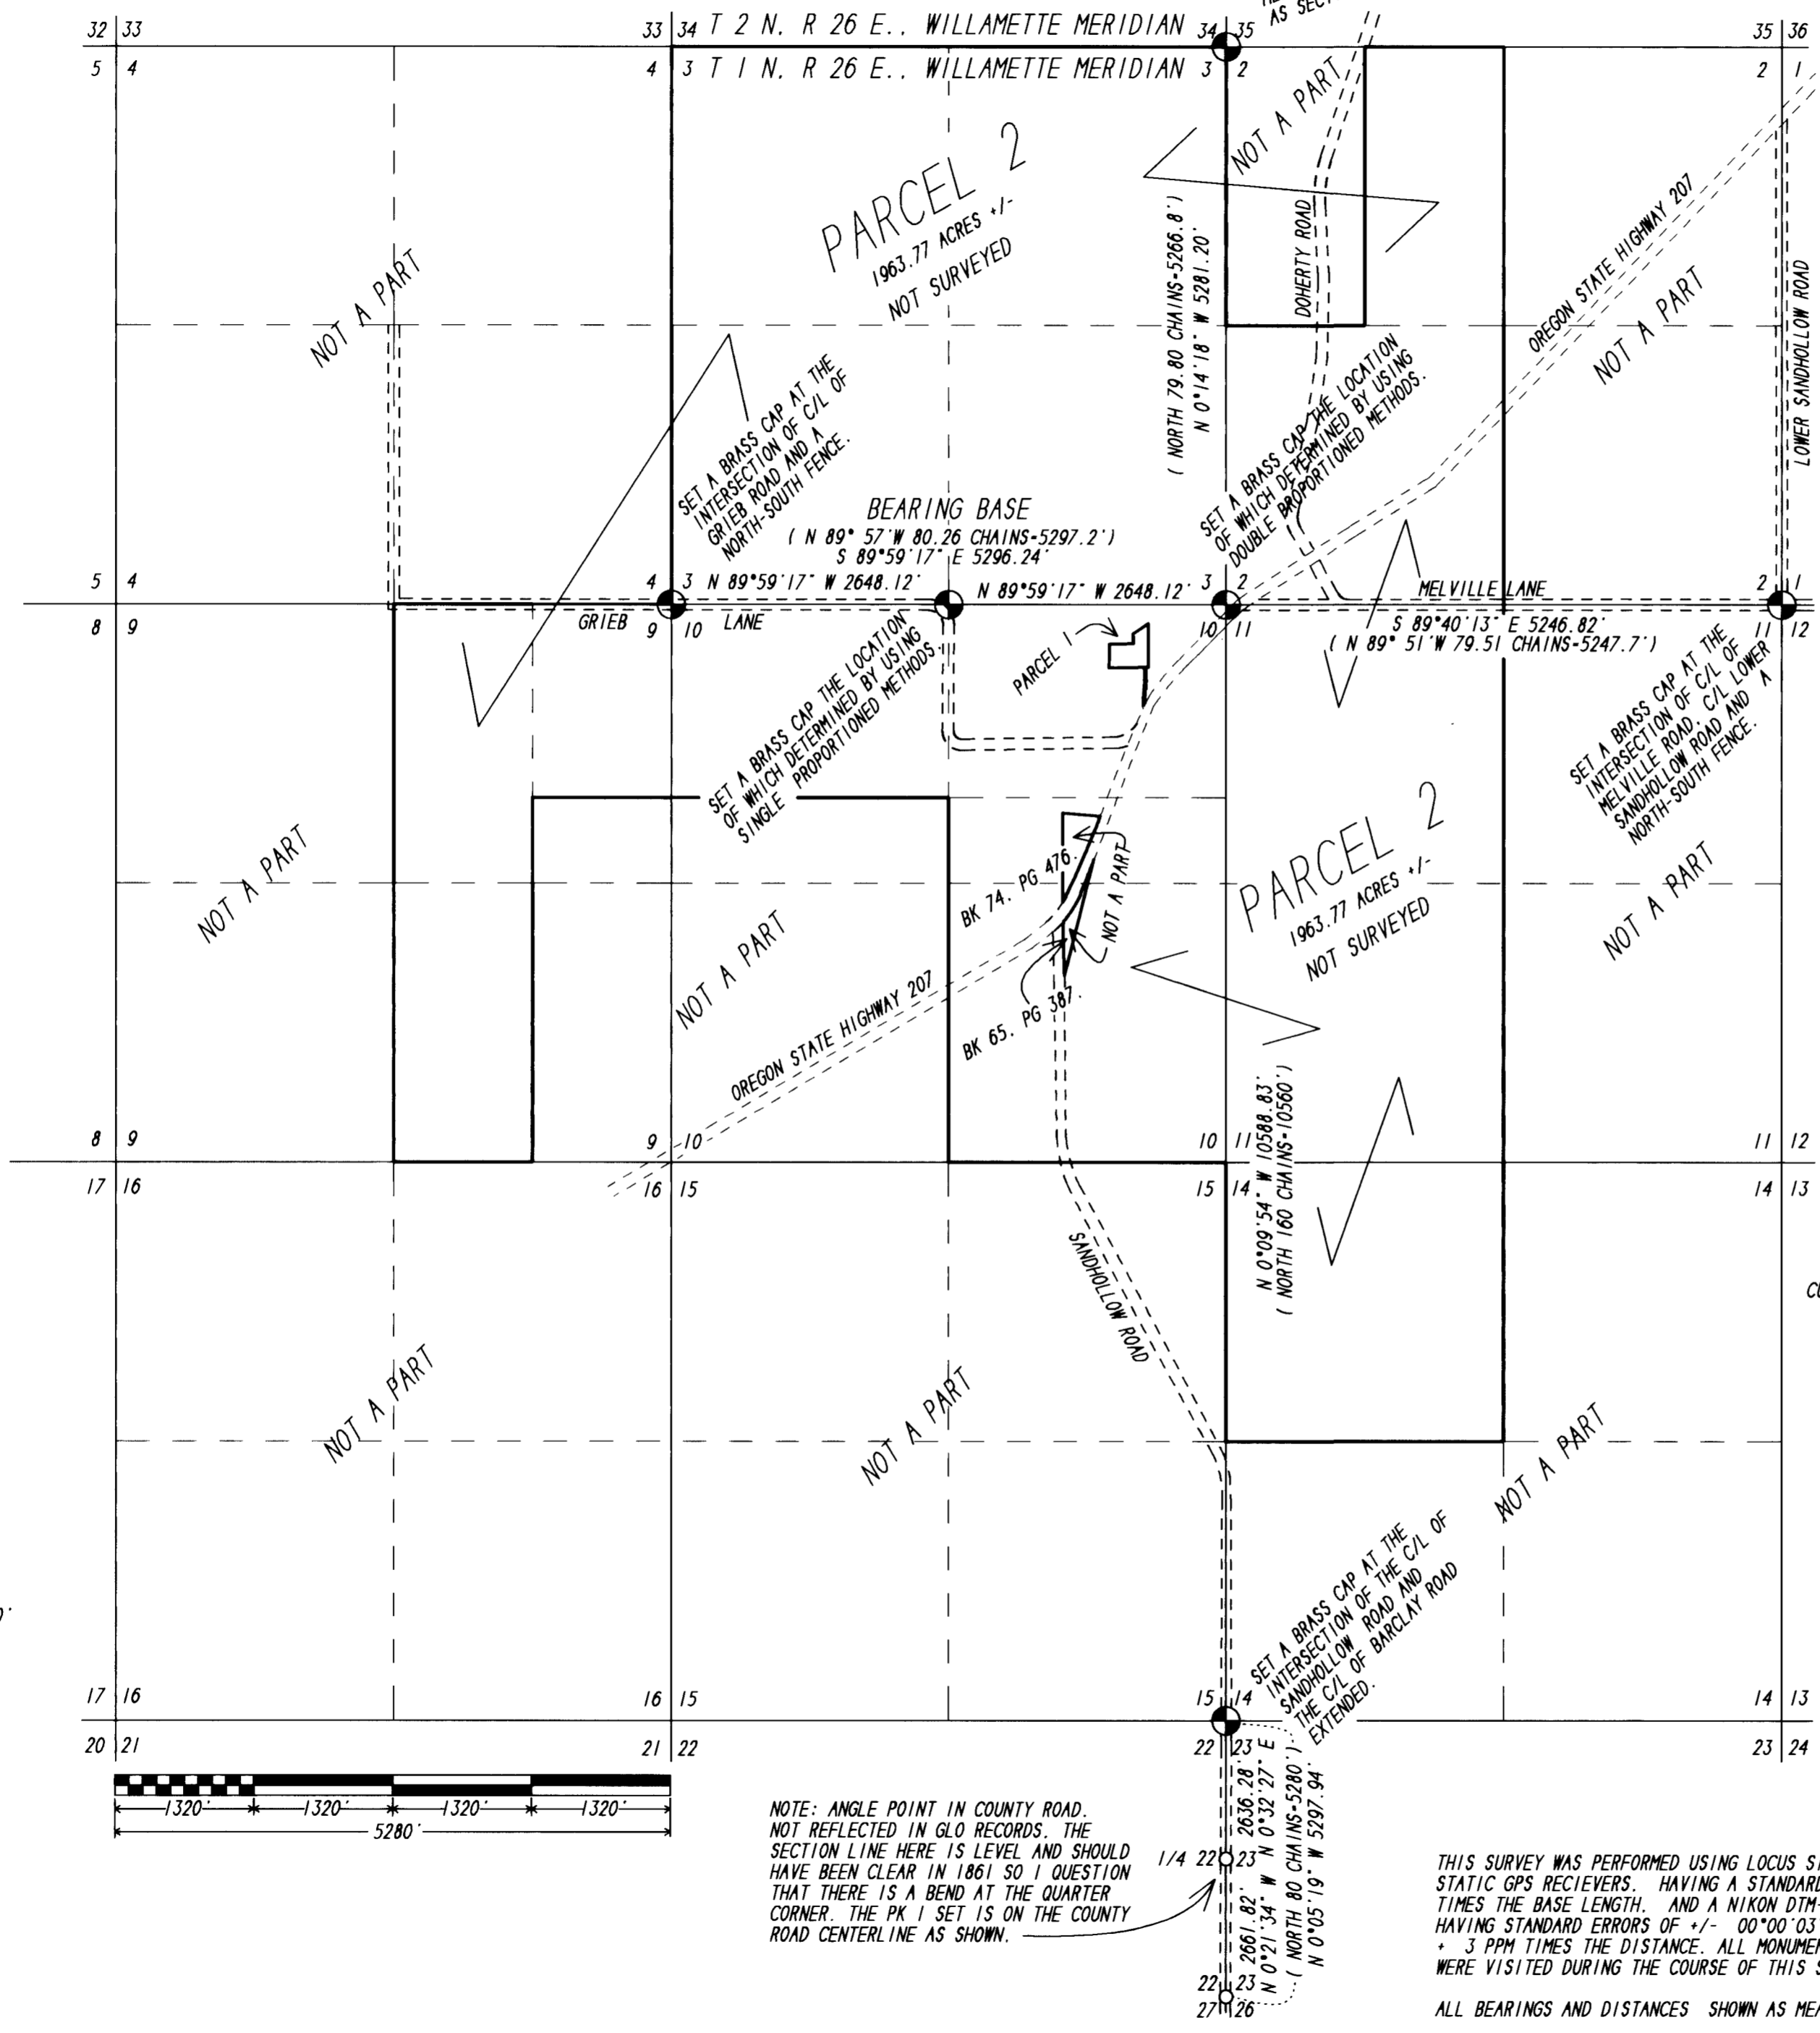 AS SECT
32 33
33 34 T 2 N, R 26 E., WILLAMETTE MERIDIAN 34 35
35 36
5 4
4 3 T 1 N, R 26 E., WILLAMETTE MERIDIAN 3 2
2 1
NOT A PART
PARCEL 2
1963.77 ACRES +/-
NOT SURVEYED
NOT A PART
( NORTH 79.80 CHAINS=5266.8')
N 0°14'18" W 5281.20'
DOHERTY ROAD
OREGON STATE HIGHWAY 207
NOT A PART
LOWER SANDHOLLOW ROAD
SET A BRASS CAP AT THE
INTERSECTION OF C/L OF
GRIEB ROAD AND A
NORTH-SOUTH FENCE.
SET A BRASS CAP THE LOCATION
OF WHICH DETERMINED BY USING
DOUBLE PROPORTIONED METHODS.
BEARING BASE
( N 89° 57'W 80.26 CHAINS=5297.2')
S 89°59'17" E 5296.24'
5 4
4 3 N 89°59'17" W 2648.12'
N 89°59'17" W 2648.12' 3 2
MELVILLE LANE
2 1
8 9
GRIEB 9 10 LANE
10 11
S 89°40'13" E 5246.82'
( N 89° 51'W 79.51 CHAINS=5247.7')
11 12
PARCEL 1
SET A BRASS CAP THE LOCATION
OF WHICH DETERMINED BY USING
SINGLE PROPORTIONED METHODS.
SET A BRASS CAP AT THE
INTERSECTION OF C/L OF
MELVILLE ROAD, C/L LOWER
SANDHOLLOW ROAD AND A
NORTH-SOUTH FENCE.
NOT A PART
NOT A PART
BK 74. PG 476.
NOT A PART
BK 65. PG 387.
OREGON STATE HIGHWAY 207
PARCEL 2
1963.77 ACRES +/-
NOT SURVEYED
NOT A PART
8 9
9 10
10 11
11 12
17 16
16 15
15 14
14 13
N 0°09'54" W 10588.83'
( NORTH 160 CHAINS=10560')
SANDHOLLOW ROAD
NOT A PART
NOT A PART
NOT A PART
SET A BRASS CAP AT THE
INTERSECTION OF THE C/L OF
SANDHOLLOW ROAD AND
THE C/L OF BARCLAY ROAD
EXTENDED.
17 16
16 15
15 14
14 13
20 21
21 22
22 23
23 24
1320' 1320' 1320' 1320'
5280'
NOTE: ANGLE POINT IN COUNTY ROAD.
NOT REFLECTED IN GLO RECORDS. THE
SECTION LINE HERE IS LEVEL AND SHOULD
HAVE BEEN CLEAR IN 1861 SO I QUESTION
THAT THERE IS A BEND AT THE QUARTER
CORNER. THE PK I SET IS ON THE COUNTY
ROAD CENTERLINE AS SHOWN.
1/4 22 23
2636.28'
N 0°32'27" E
2661.82'
N 0°21'34" W
( NORTH 80 CHAINS=5280')
N 0°05'19" W 5297.94'
22 23
27 26
THIS SURVEY WAS PERFORMED USING LOCUS SI
STATIC GPS RECIEVERS. HAVING A STANDARD
TIMES THE BASE LENGTH. AND A NIKON DTM-
HAVING STANDARD ERRORS OF +/- 00°00'03
+ 3 PPM TIMES THE DISTANCE. ALL MONUMEN
WERE VISITED DURING THE COURSE OF THIS S
ALL BEARINGS AND DISTANCES SHOWN AS MEA